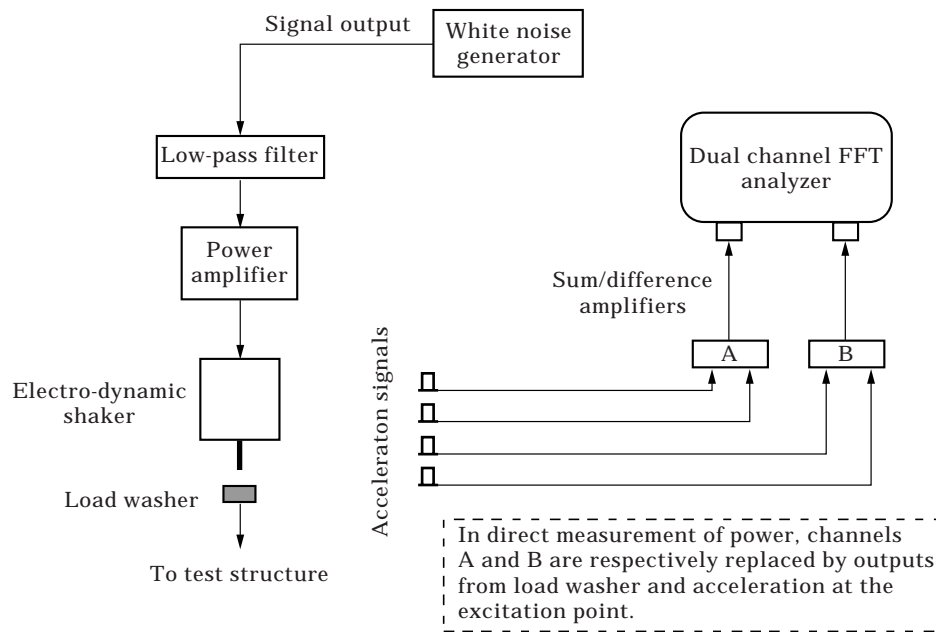 Signal output
White noise
generator
Low-pass filter
Power
amplifier
Electro-dynamic
shaker
Load washer
To test structure
Dual channel FFT
analyzer
Sum/difference
amplifiers
A
B
Acceleraton signals
In direct measurement of power, channels
A and B are respectively replaced by outputs
from load washer and acceleration at the
excitation point.